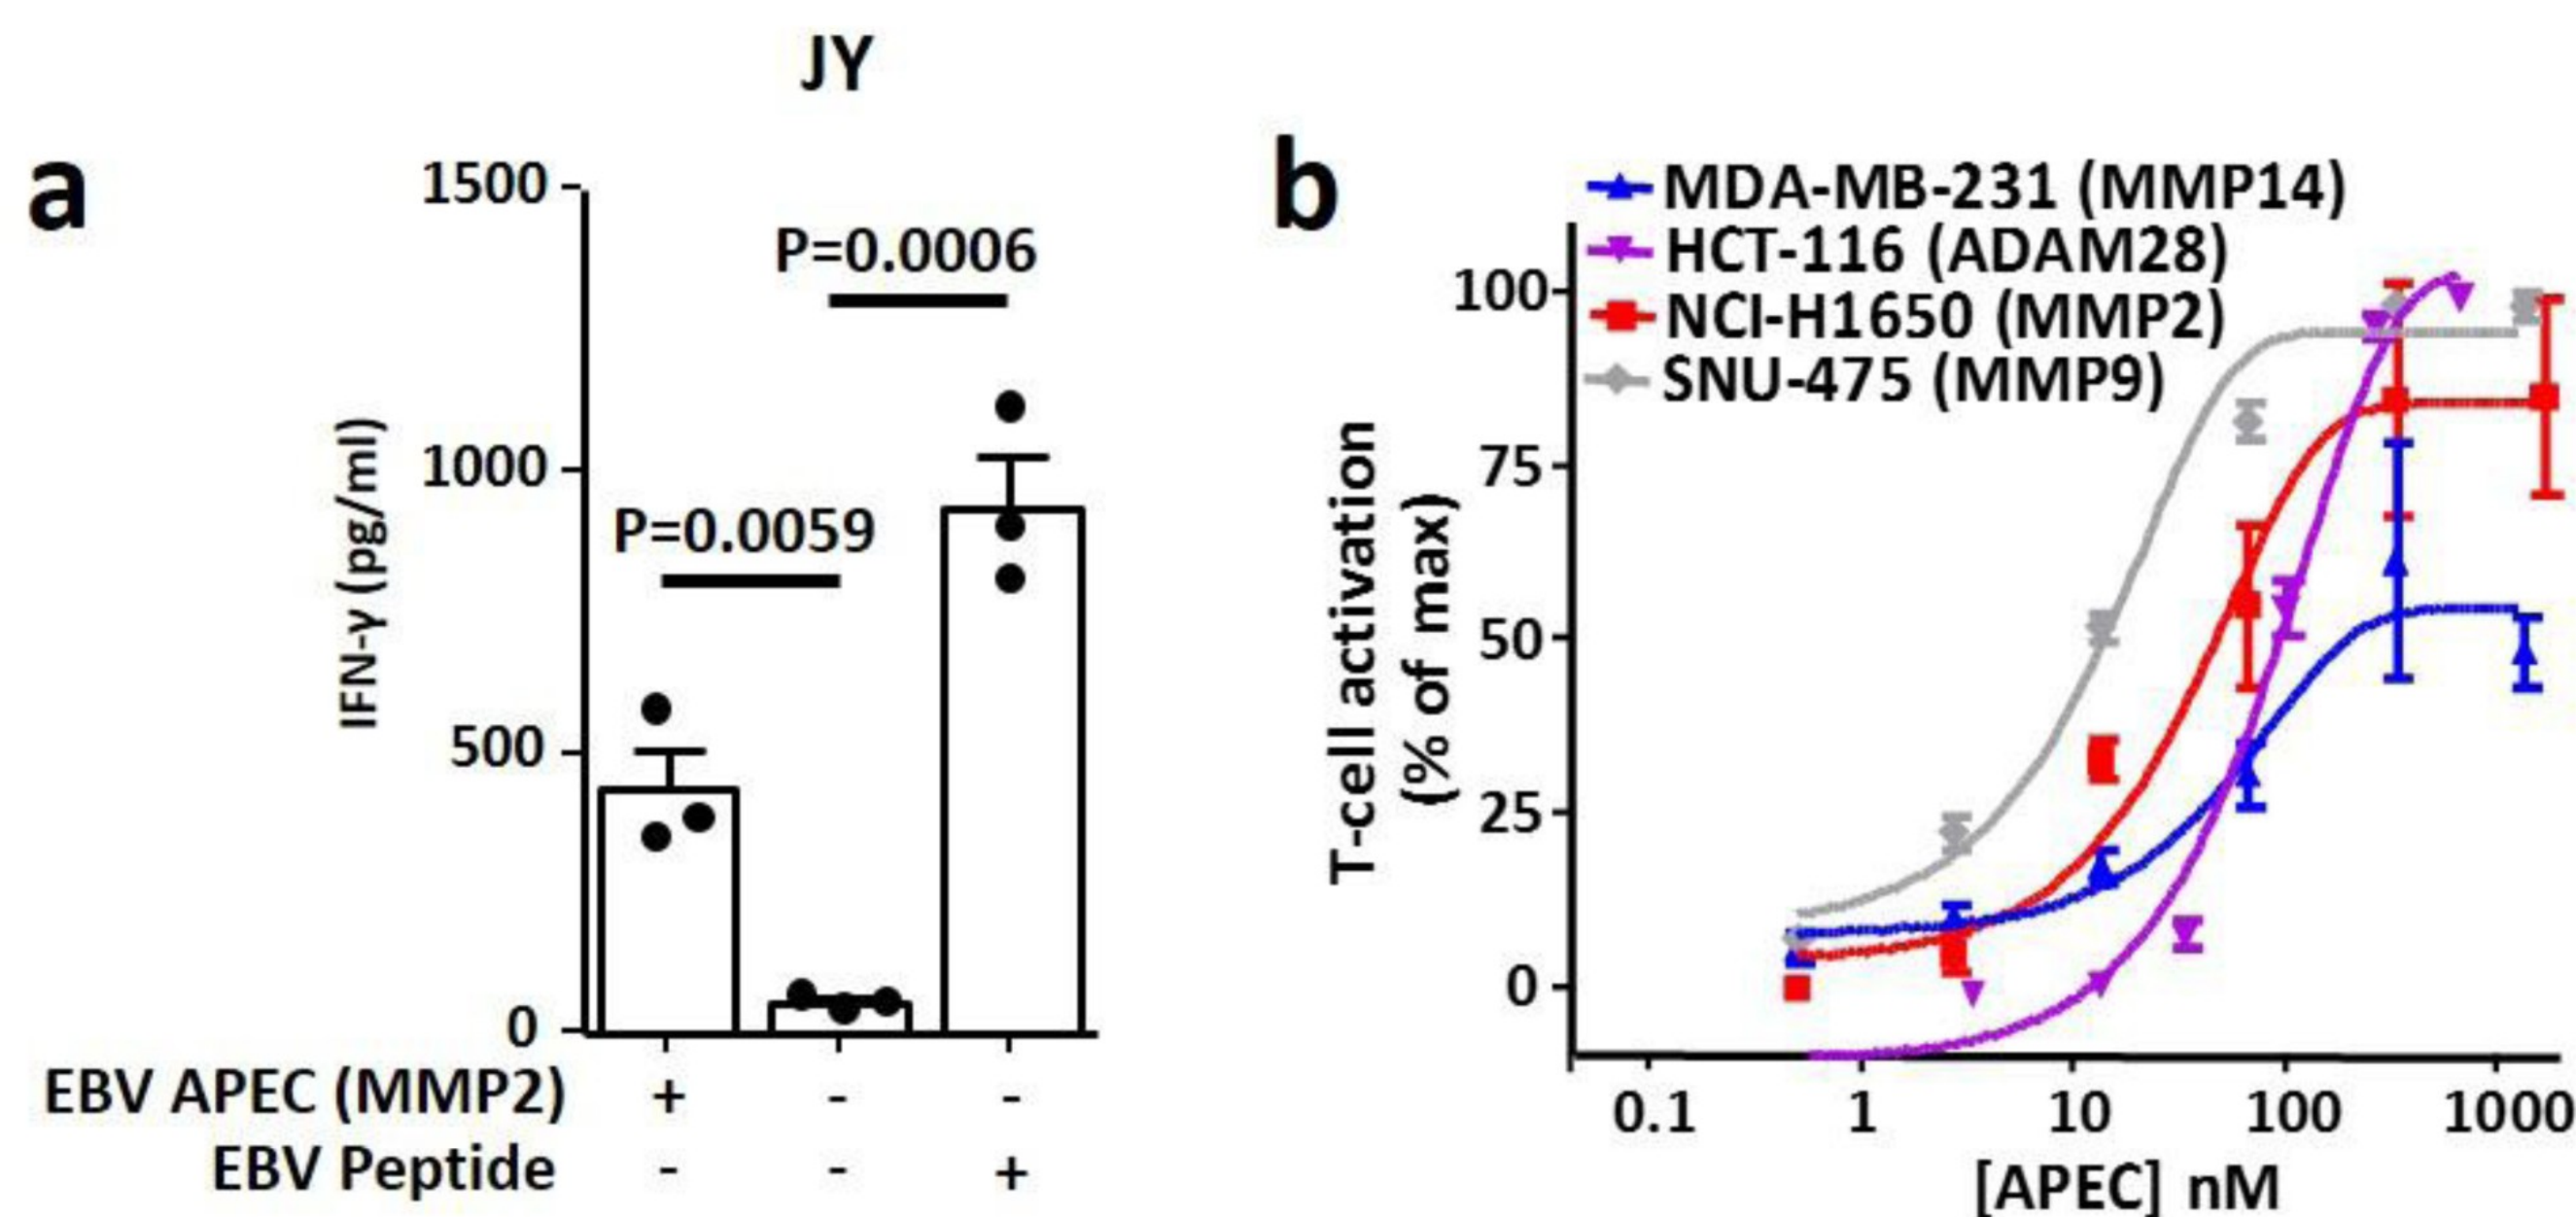 JY
a
1500
1000
500
0
IFN-γ (pg/ml)
P=0.0006
P=0.0059
EBV APEC (MMP2) + - -
EBV Peptide - - +
b
MDA-MB-231 (MMP14)
HCT-116 (ADAM28)
NCI-H1650 (MMP2)
SNU-475 (MMP9)
100
75
50
25
0
T-cell activation
(% of max)
0.1 1 10 100 1000
[APEC] nM